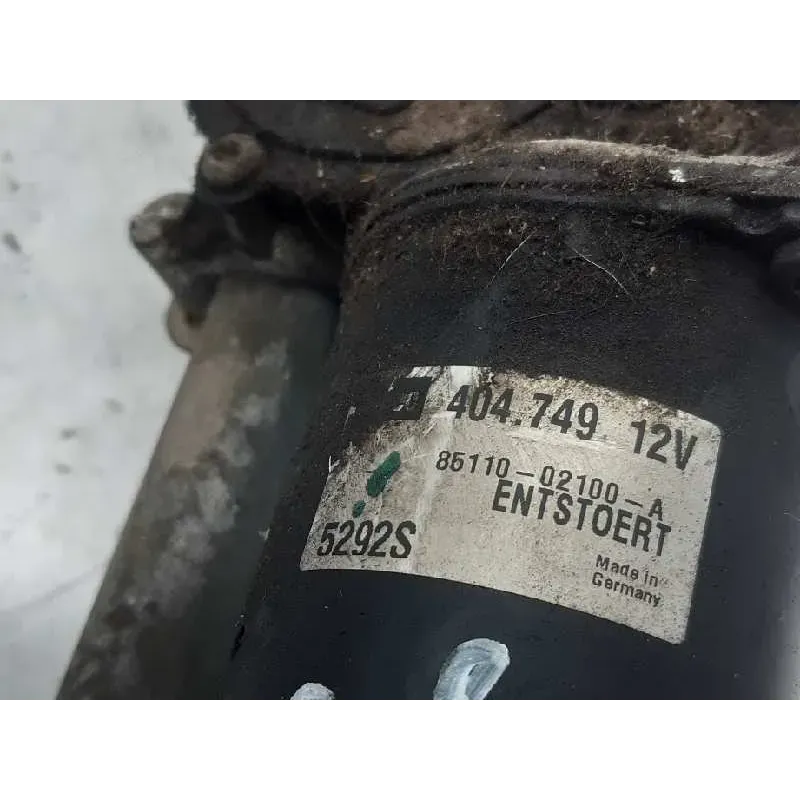 404.749 12V
85110-02100-A
ENTSTOERT
5292S
Made in
Germany